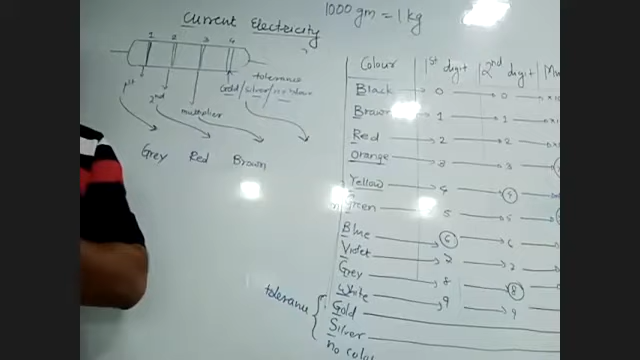 Current Electricity
1000 gm = 1 kg
1 2 3 4
1st
2nd
multiplier
tolerance
Gold/silver/no colour
Grey Red Brown
Colour 1st digit 2nd digit
Black 0 0
Brown 1 1
Red 2 2
Orange 3 3
Yellow 4 4
Green 5 5
Blue 6 6
Violet 7 7
Grey 8 8
White 9 9
tolerance
Gold
Silver
no colour